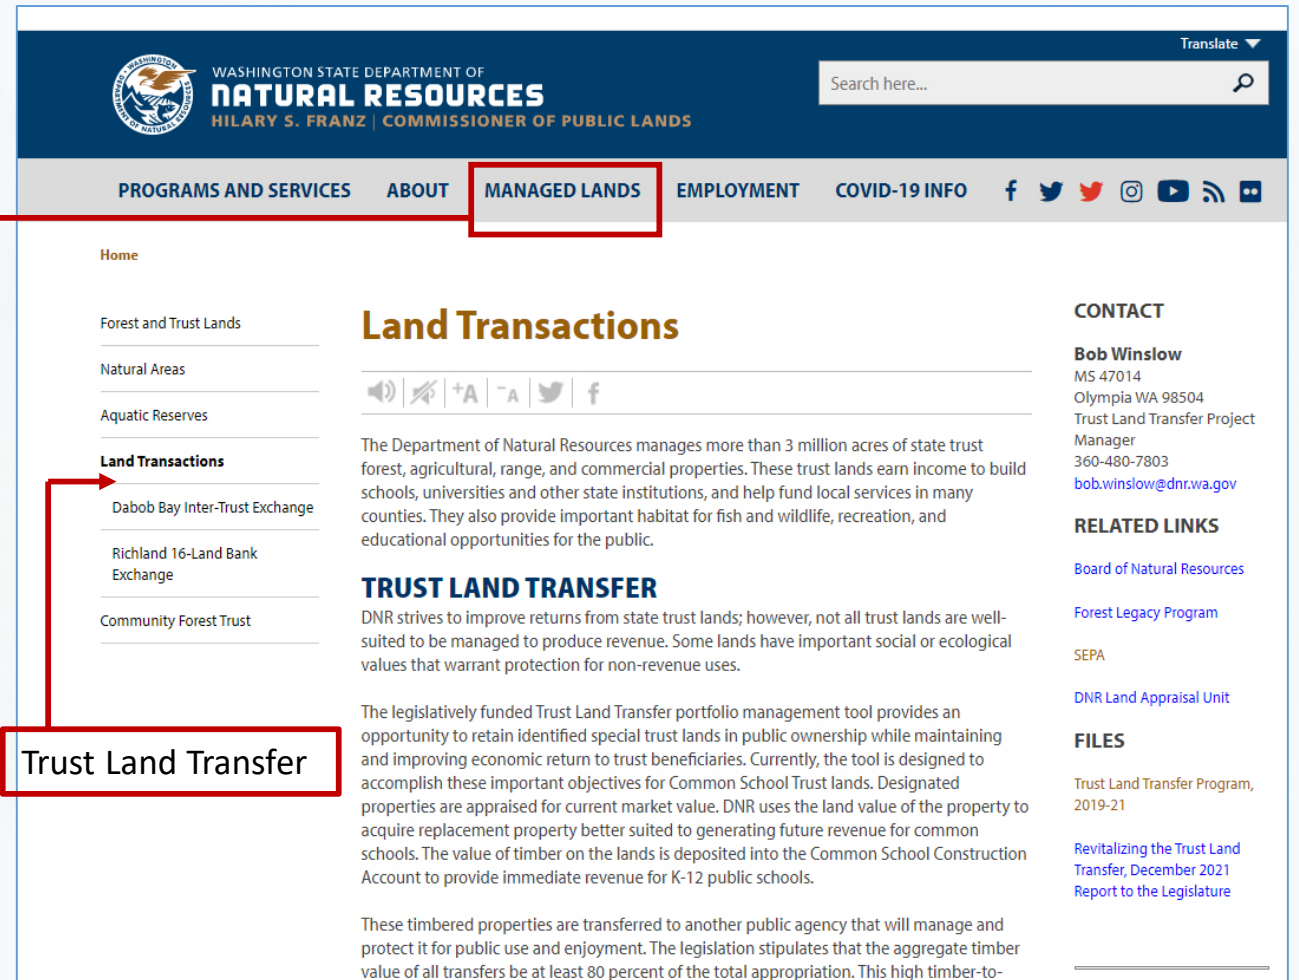 Translate
WASHINGTON STATE DEPARTMENT OF
NATURAL RESOURCES
HILARY S. FRANZ | COMMISSIONER OF PUBLIC LANDS
Search here...
PROGRAMS AND SERVICES ABOUT MANAGED LANDS EMPLOYMENT COVID-19 INFO
Home
Forest and Trust Lands
Natural Areas
Aquatic Reserves
Land Transactions
Dabob Bay Inter-Trust Exchange
Richland 16-Land Bank
Exchange
Community Forest Trust
Trust Land Transfer
Land Transactions
+A -A
The Department of Natural Resources manages more than 3 million acres of state trust
forest, agricultural, range, and commercial properties. These trust lands earn income to build
schools, universities and other state institutions, and help fund local services in many
counties. They also provide important habitat for fish and wildlife, recreation, and
educational opportunities for the public.
TRUST LAND TRANSFER
DNR strives to improve returns from state trust lands; however, not all trust lands are well-
suited to be managed to produce revenue. Some lands have important social or ecological
values that warrant protection for non-revenue uses.
The legislatively funded Trust Land Transfer portfolio management tool provides an
opportunity to retain identified special trust lands in public ownership while maintaining
and improving economic return to trust beneficiaries. Currently, the tool is designed to
accomplish these important objectives for Common School Trust lands. Designated
properties are appraised for current market value. DNR uses the land value of the property to
acquire replacement property better suited to generating future revenue for common
schools. The value of timber on the lands is deposited into the Common School Construction
Account to provide immediate revenue for K-12 public schools.
These timbered properties are transferred to another public agency that will manage and
protect it for public use and enjoyment. The legislation stipulates that the aggregate timber
value of all transfers be at least 80 percent of the total appropriation. This high timber-to-
CONTACT
Bob Winslow
MS 47014
Olympia WA 98504
Trust Land Transfer Project
Manager
360-480-7803
bob.winslow@dnr.wa.gov
RELATED LINKS
Board of Natural Resources
Forest Legacy Program
SEPA
DNR Land Appraisal Unit
FILES
Trust Land Transfer Program,
2019-21
Revitalizing the Trust Land
Transfer, December 2021
Report to the Legislature